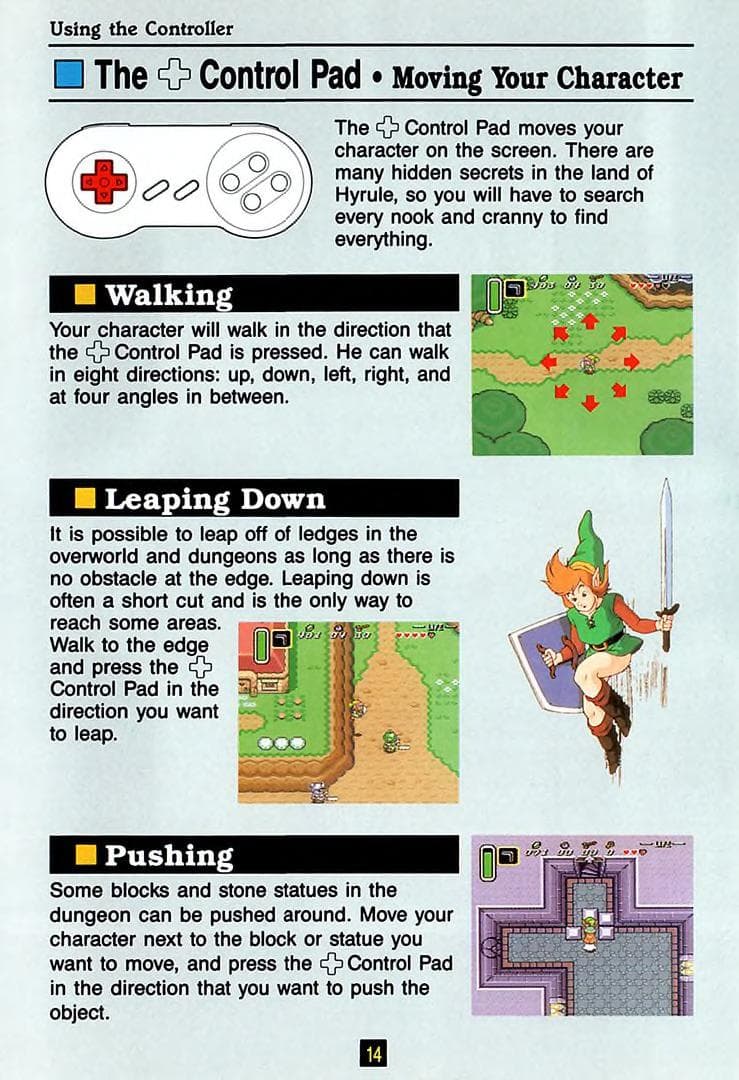 Using the Controller
The Control Pad • Moving Your Character
The Control Pad moves your
character on the screen. There are
many hidden secrets in the land of
Hyrule, so you will have to search
every nook and cranny to find
everything.
Walking
Your character will walk in the direction that
the Control Pad is pressed. He can walk
in eight directions: up, down, left, right, and
at four angles in between.
Leaping Down
It is possible to leap off of ledges in the
overworld and dungeons as long as there is
no obstacle at the edge. Leaping down is
often a short cut and is the only way to
reach some areas.
Walk to the edge
and press the
Control Pad in the
direction you want
to leap.
Pushing
Some blocks and stone statues in the
dungeon can be pushed around. Move your
character next to the block or statue you
want to move, and press the Control Pad
in the direction that you want to push the
object.
14